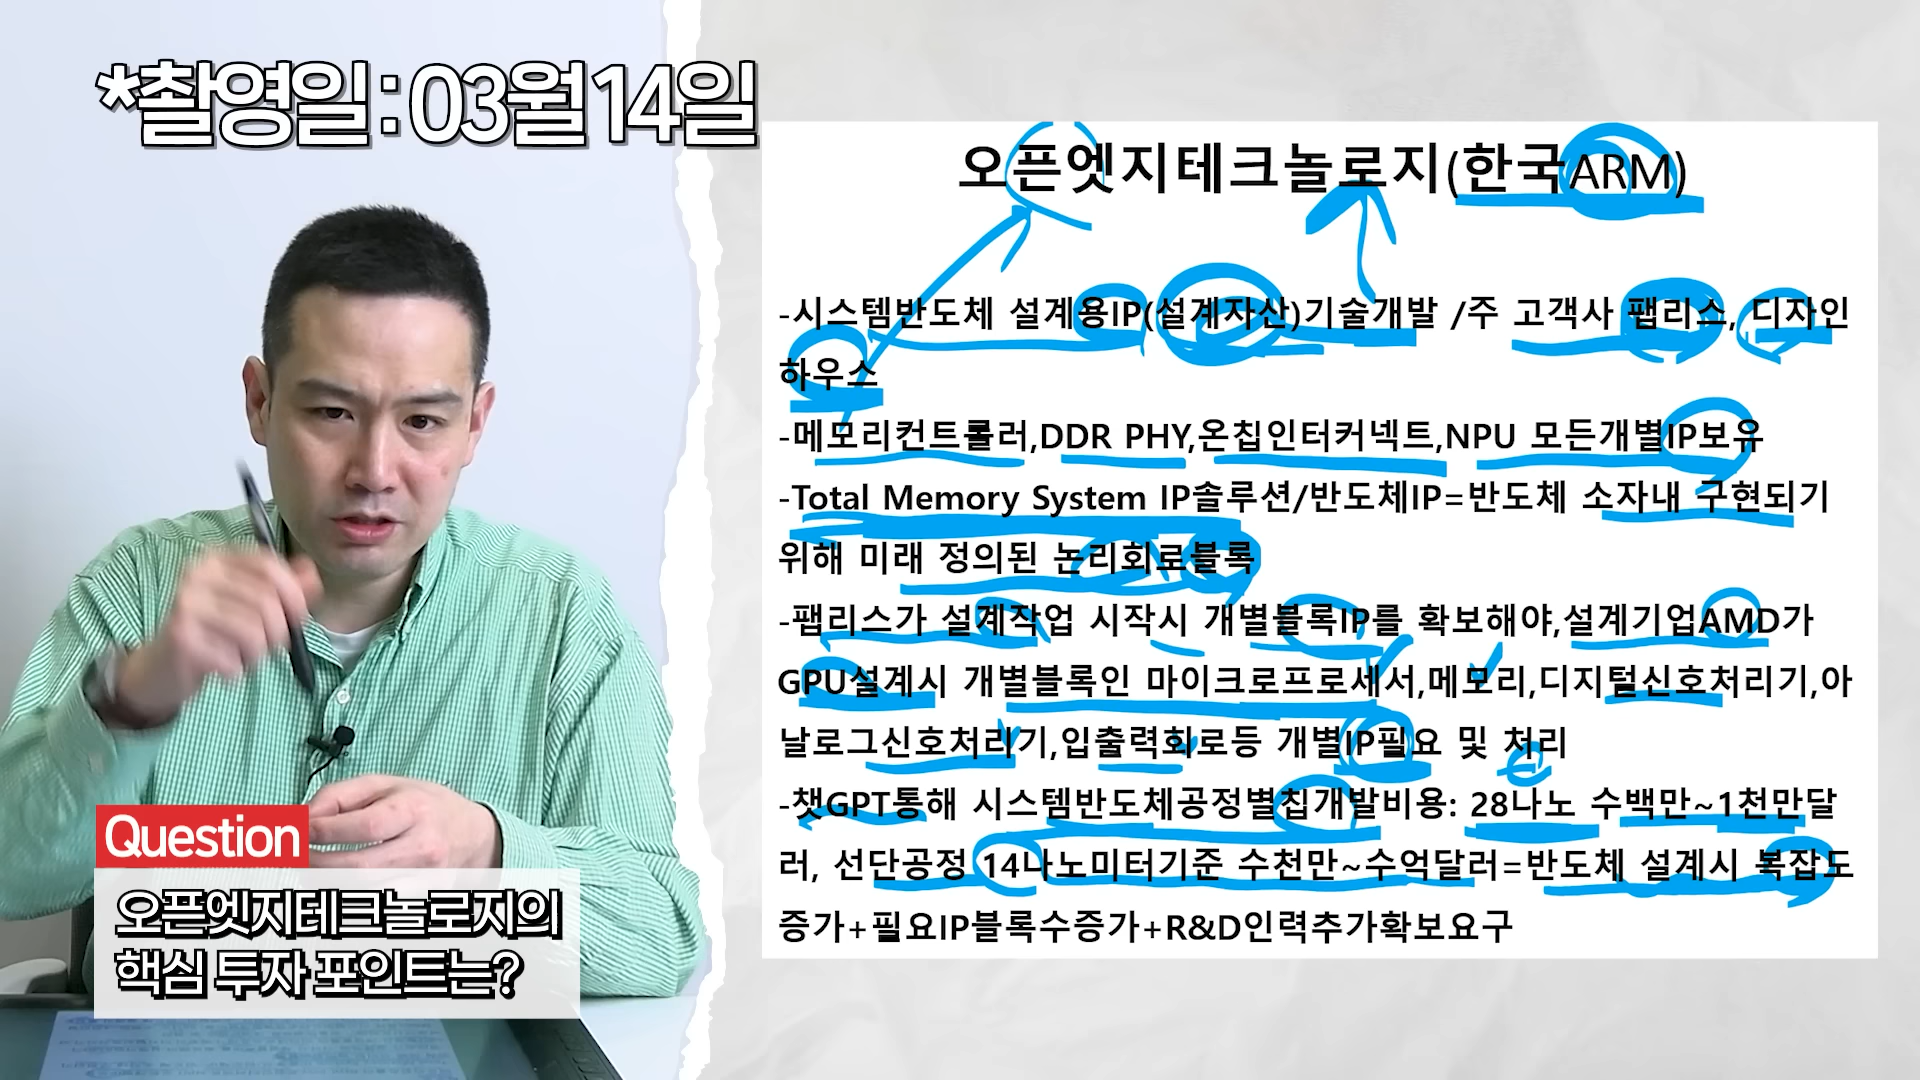 *촬영일:03월14일
오픈엣지테크놀로지(한국ARM)
-시스템반도체 설계용IP(설계자산)기술개발 /주 고객사 팹리스, 디자인
하우스
-메모리컨트롤러,DDR PHY,온칩인터커넥트,NPU 모든개별IP보유
-Total Memory System IP솔루션/반도체IP=반도체 소자내 구현되기
위해 미래 정의된 논리회로블록
-팹리스가 설계작업 시작시 개별블록IP를 확보해야,설계기업AMD가
GPU설계시 개별블록인 마이크로프로세서,메모리,디지털신호처리기,아
날로그신호처리기,입출력회로등 개별IP필요 및 처리
-챗GPT통해 시스템반도체공정별칩개발비용: 28나노 수백만~1천만달
러, 선단공정 14나노미터기준 수천만~수억달러=반도체 설계시 복잡도
증가+필요IP블록수증가+R&D인력추가확보요구
Question
오픈엣지테크놀로지의
핵심 투자 포인트는?